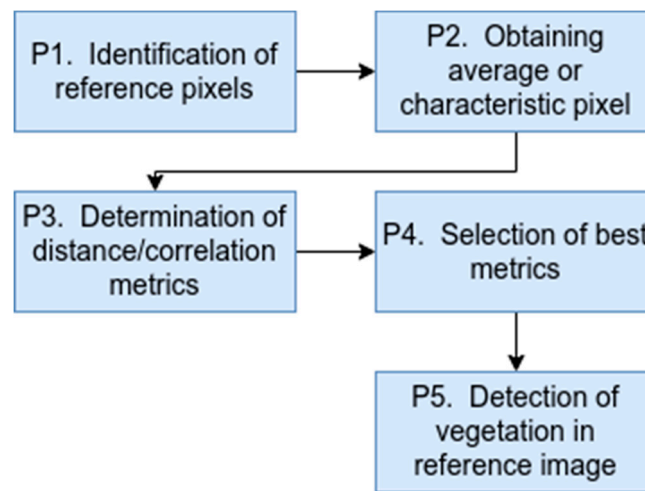 P1. Identification of
reference pixels
P2. Obtaining
average or
characteristic pixel
P3. Determination of
distance/correlation
metrics
P4. Selection of best
metrics
P5. Detection of
vegetation in
reference image